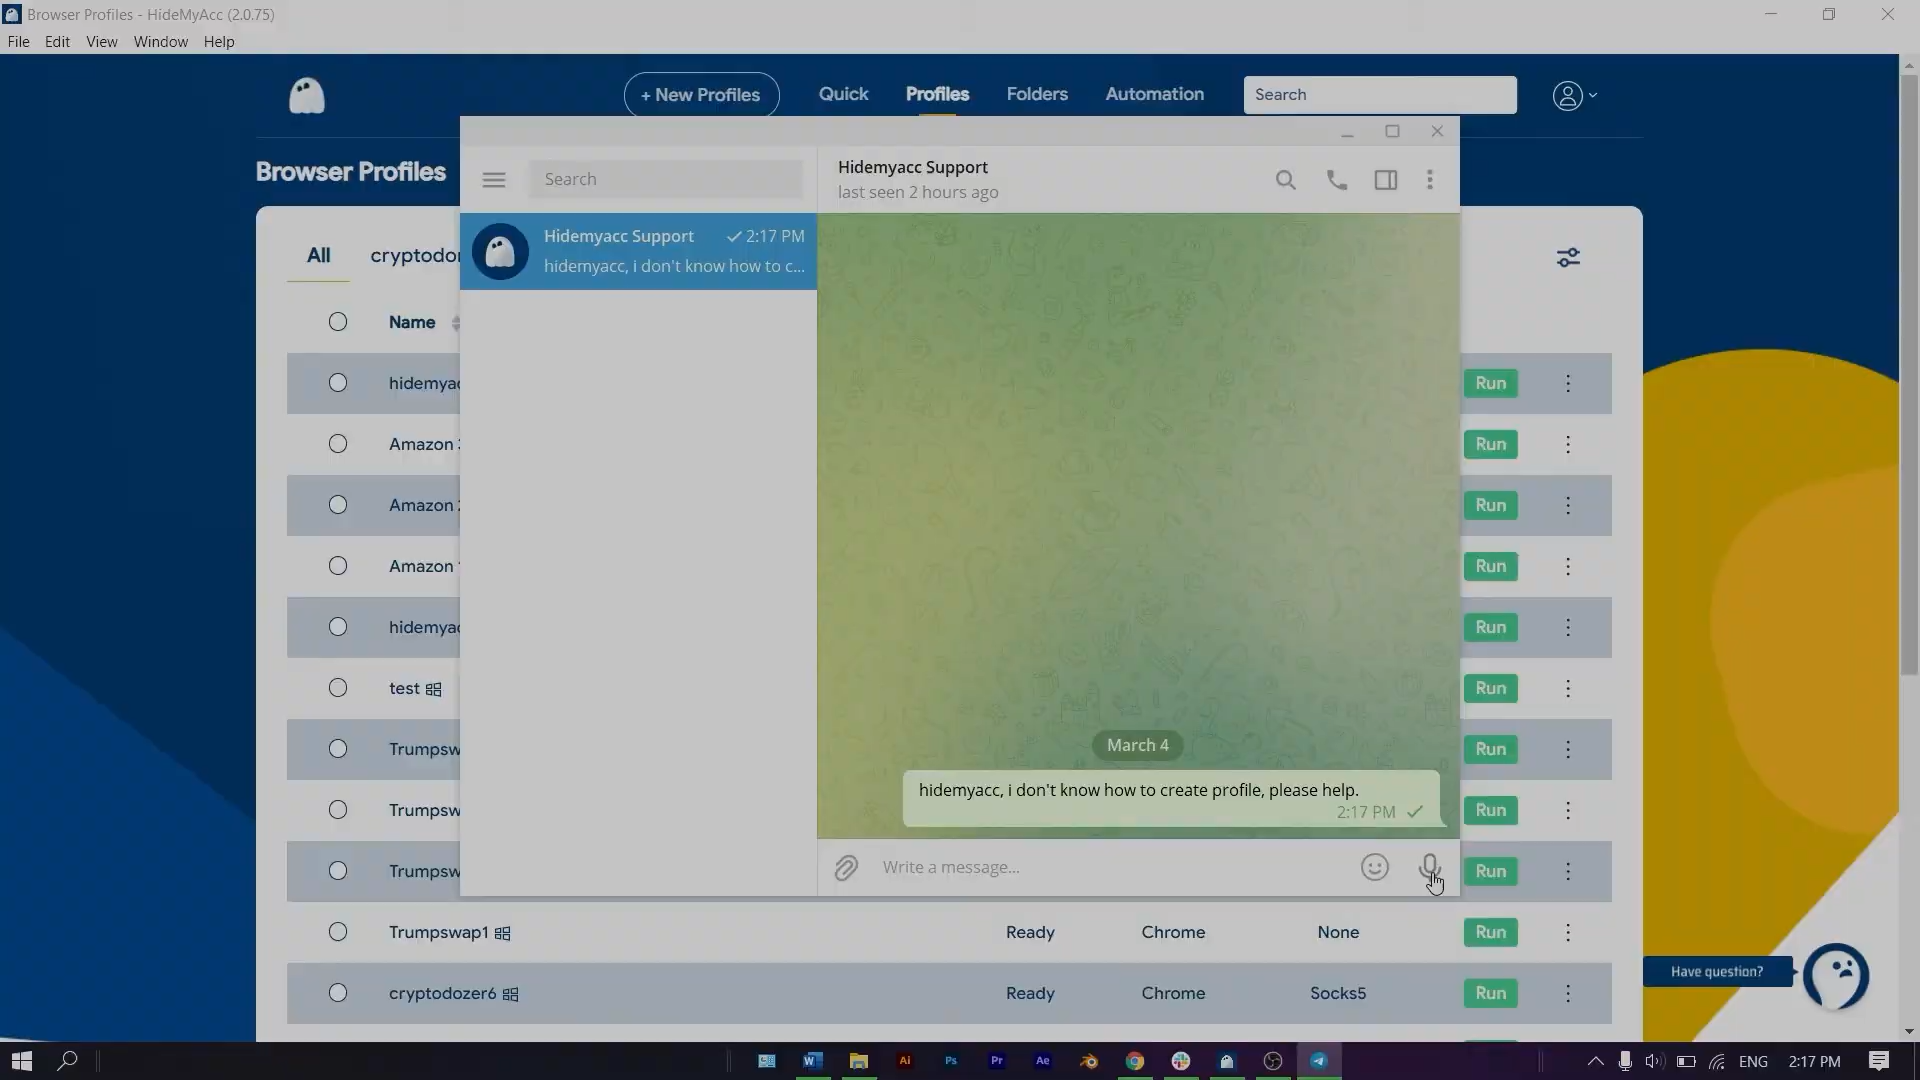 Browser Profiles - HideMyAcc (2.0.75)
File Edit View Window Help
+ New Profiles Quick Profiles Folders Automation Search
Browser Profiles
Search
Hidemyacc Support
last seen 2 hours ago
Hidemyacc Support 2:17 PM
hidemyacc, i don't know how to c...
All
Name
Run
Amazon Run
Amazon Run
Amazon Run
Run
test Run
Run
Run
Run
March 4
hidemyacc, i don't know how to create profile, please help.
2:17 PM
Write a message...
Trumpswap1 Ready Chrome None Run
cryptodozer6 Ready Chrome Socks5 Run
Have question?
W Ai Ps Pr Ae ENG 2:17 PM